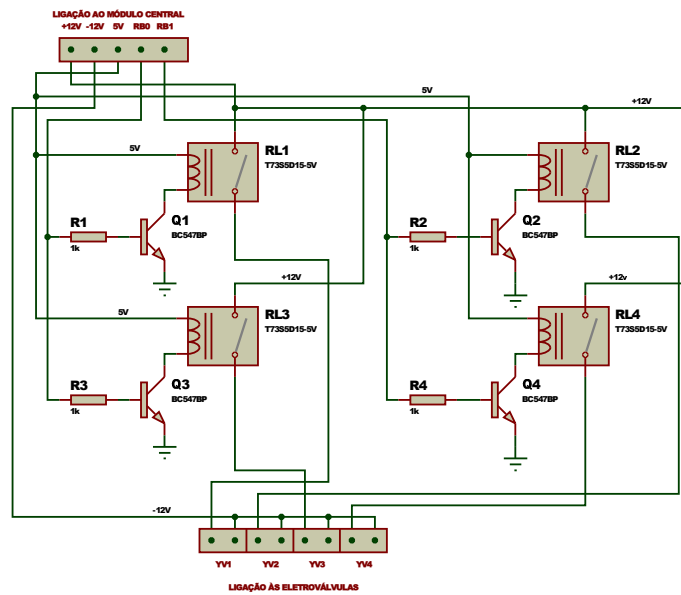 LIGAÇÃO AO MÓDULO CENTRAL
+12V -12V 5V RB0 RB1
5V
+12V
5V
RL1
T73S5D15-5V
RL2
T73S5D15-5V
R1
1k
Q1
BC547BP
R2
1k
Q2
BC547BP
+12V
+12v
5V
RL3
T73S5D15-5V
RL4
T73S5D15-5V
R3
1k
Q3
BC547BP
R4
1k
Q4
BC547BP
-12V
YV1 YV2 YV3 YV4
LIGAÇÃO ÀS ELETROVÁLVULAS